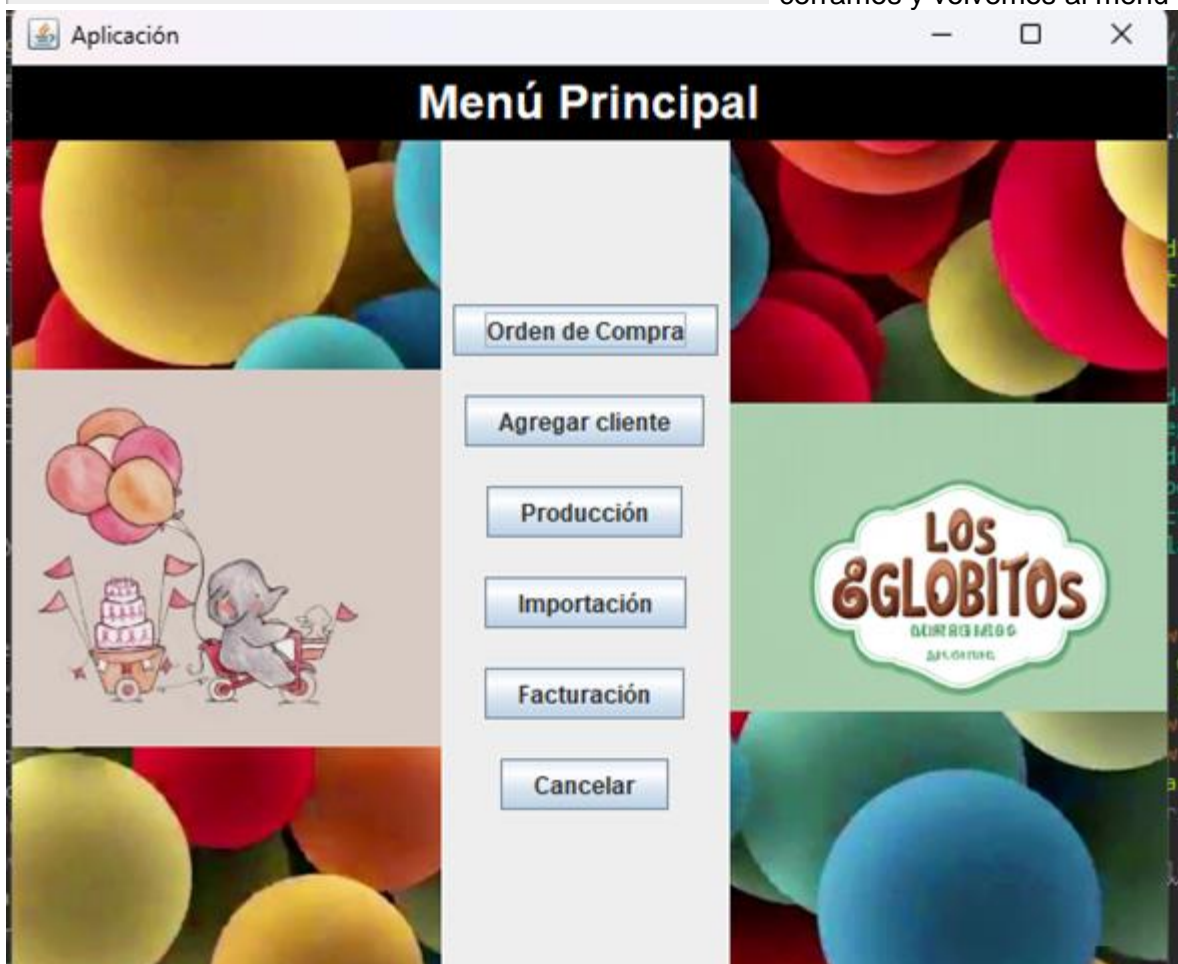 cerramos y volvemos al menú
Aplicación
Menú Principal
Orden de Compra
Agregar cliente
Producción
Importación
Facturación
Cancelar
LOS
&GLOBITOS